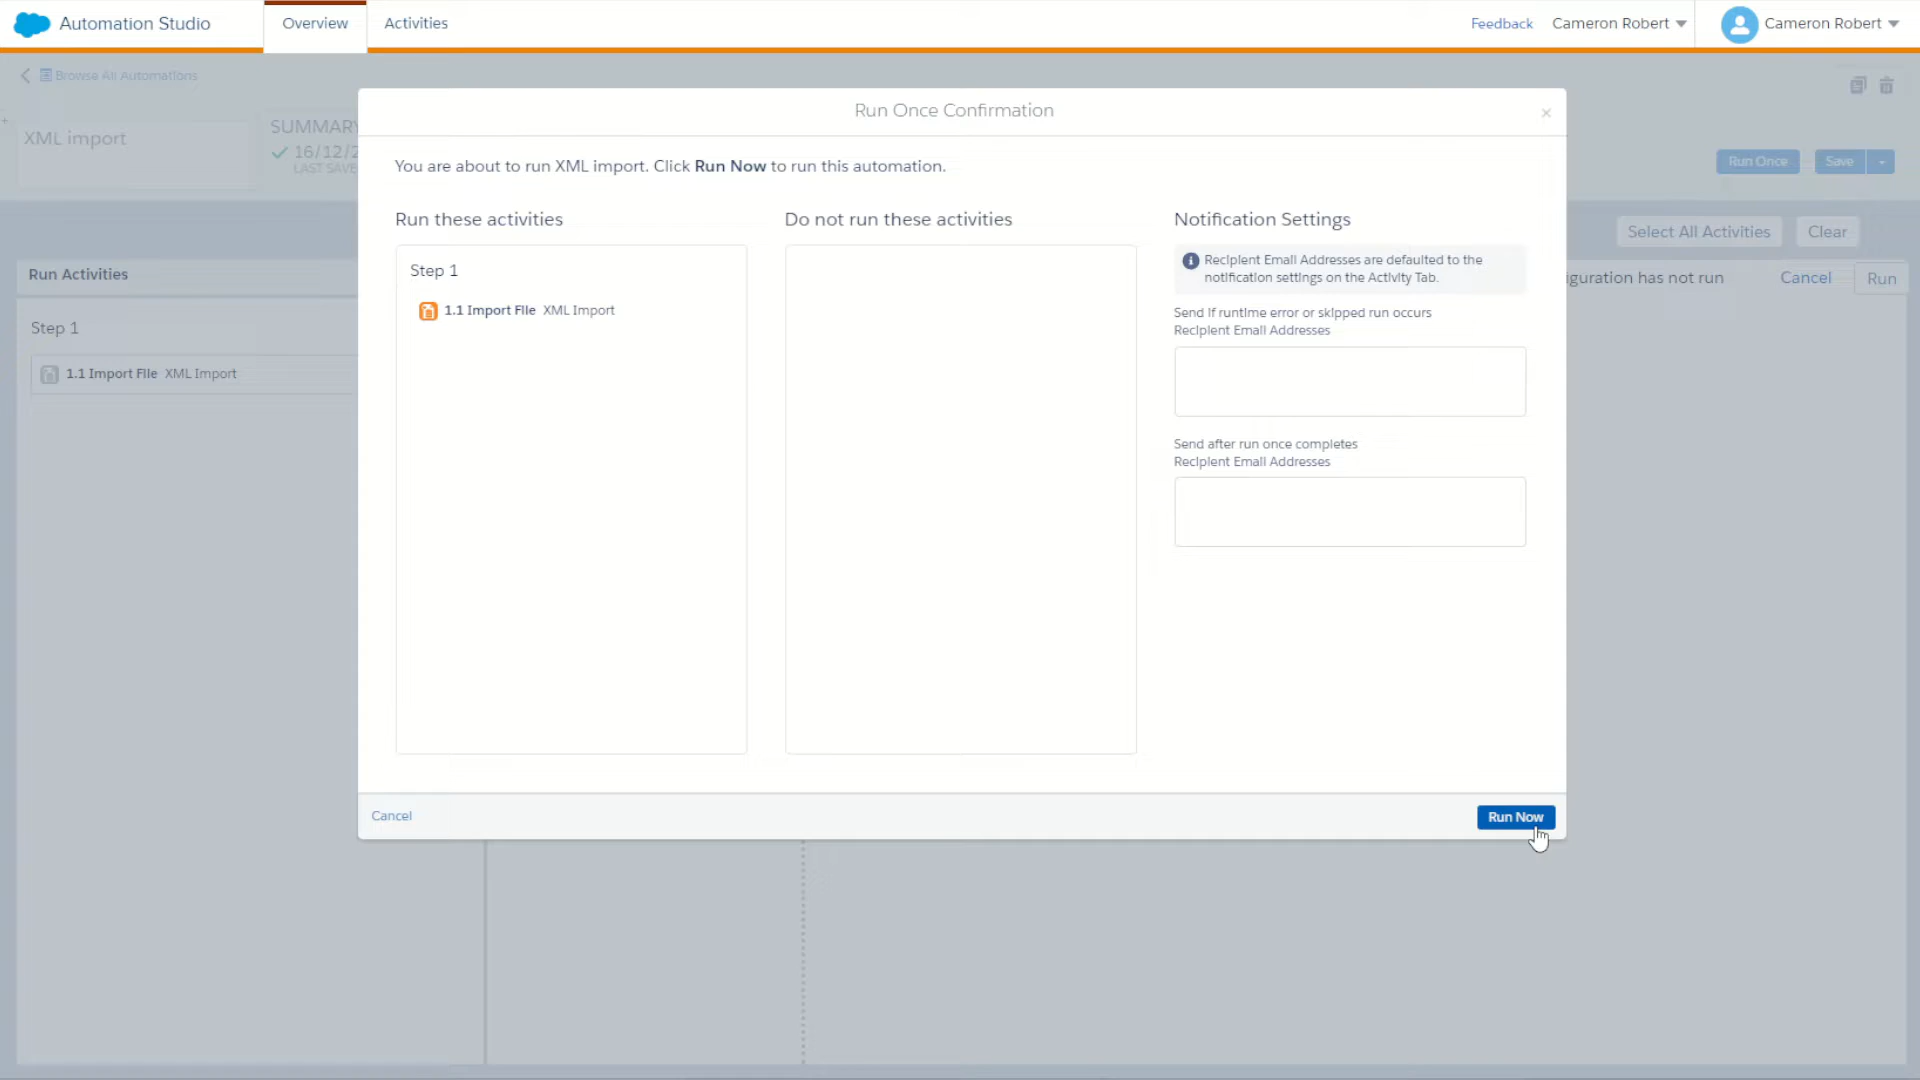 Automation Studio
Overview
Activities
Feedback
Cameron Robert
Cameron Robert
Browse All Automations
XML import
SUMMARY
16/12/2
LAST SAVE
Run Once
Save
Select All Activities
Clear
Run Activities
iguration has not run
Cancel
Run
Step 1
1.1 Import File XML Import
Run Once Confirmation
×
You are about to run XML import. Click Run Now to run this automation.
Run these activities
Step 1
1.1 Import File XML Import
Do not run these activities
Notification Settings
Recipient Email Addresses are defaulted to the
notification settings on the Activity Tab.
Send if runtime error or skipped run occurs
Recipient Email Addresses
Send after run once completes
Recipient Email Addresses
Cancel
Run Now